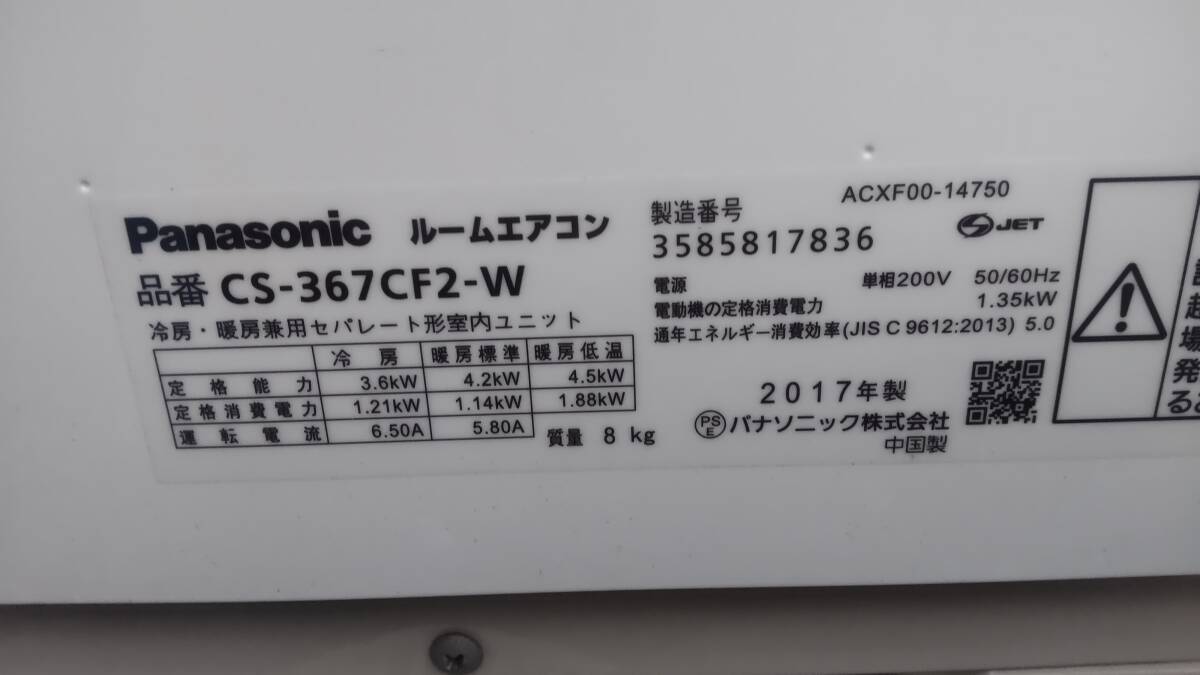 Panasonic ルームエアコン
品番 CS-367CF2-W
冷房・暖房兼用セパレート形室内ユニット
冷房 暖房標準 暖房低温
定格能力 3.6kW 4.2kW 4.5kW
定格消費電力 1.21kW 1.14kW 1.88kW
運転電流 6.50A 5.80A
質量 8 kg
ACXF00-14750
製造番号
3585817836
JET
電源 単相200V 50/60Hz
電動機の定格消費電力 1.35kW
通年エネルギー消費効率(JIS C 9612:2013) 5.0
2017年製
PSE パナソニック株式会社
中国製
超
場
発
る